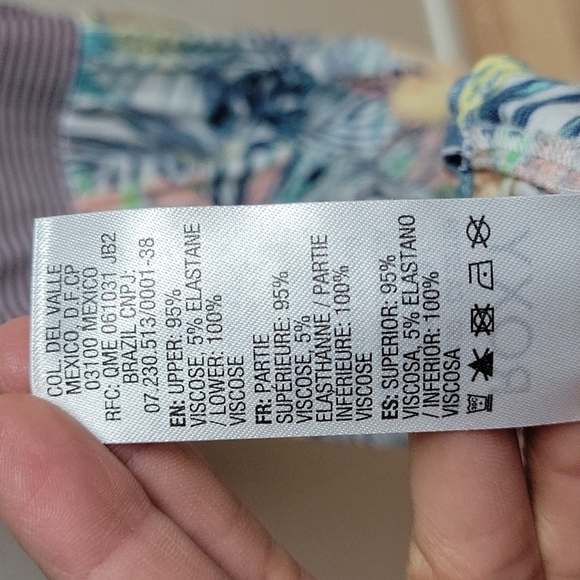 COL. DEL VALLE
MEXICO, D.F.CP
03100 MEXICO
RFC: QME 061031 JB2
BRAZIL CNPJ:
07.230.513/0001-38
EN: UPPER: 95%
VISCOSE, 5% ELASTANE
/ LOWER: 100%
VISCOSE
FR: PARTIE
SUPÉRIEURE: 95%
VISCOSE, 5%
ELASTHANNE / PARTIE
INFÉRIEURE: 100%
VISCOSE
ES: SUPERIOR: 95%
VISCOSA, 5% ELASTANO
/ INFERIOR: 100%
VISCOSA
ROXY